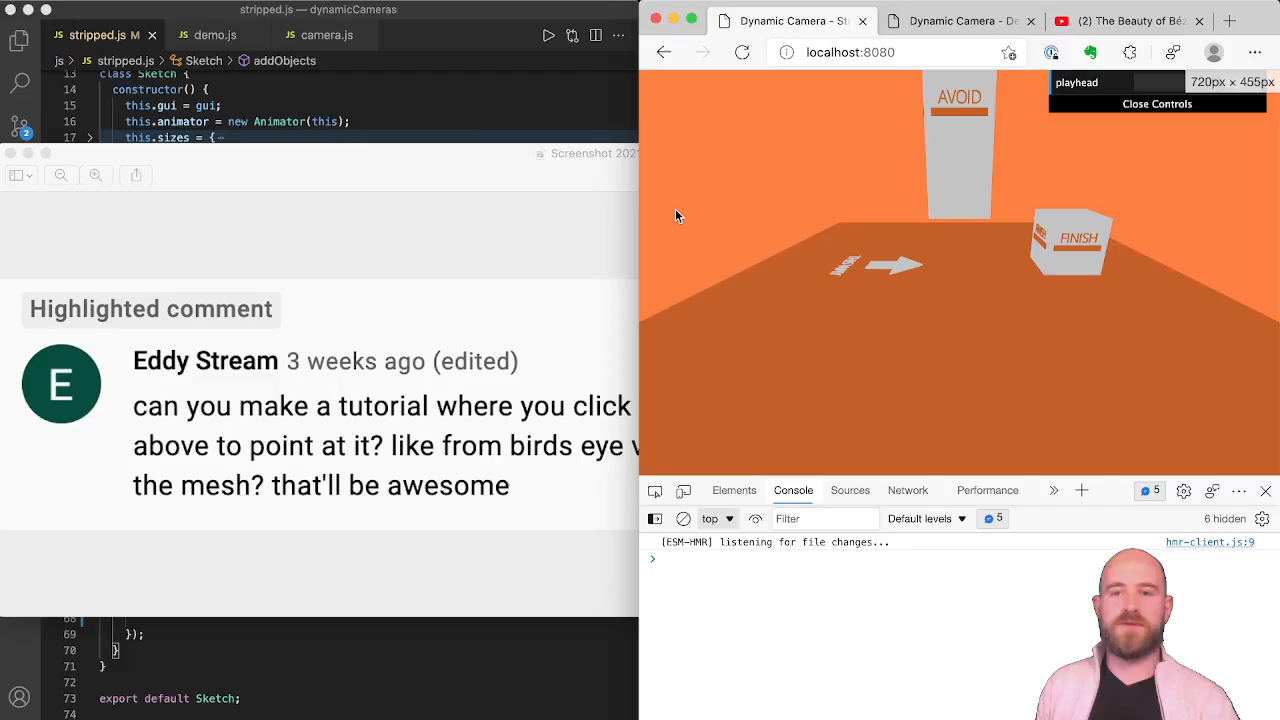 stripped.js — dynamicCameras
stripped.js M
demo.js
camera.js
js > stripped.js > Sketch > addObjects
13 class Sketch {
14 constructor() {
15 this.gui = gui;
16 this.animator = new Animator(this);
17 this.sizes = {…
2
Screenshot 2021
Highlighted comment
E
Eddy Stream 3 weeks ago (edited)
can you make a tutorial where you click
above to point at it? like from birds eye v
the mesh? that'll be awesome
68
69 });
70 }
71 }
72
73 export default Sketch;
74
Dynamic Camera - St
Dynamic Camera - De
(2) The Beauty of Béz
localhost:8080
playhead
720px × 455px
Close Controls
AVOID
FINISH
Elements
Console
Sources
Network
Performance
5
top
Filter
Default levels
5
6 hidden
[ESM-HMR] listening for file changes...
hmr-client.js:9